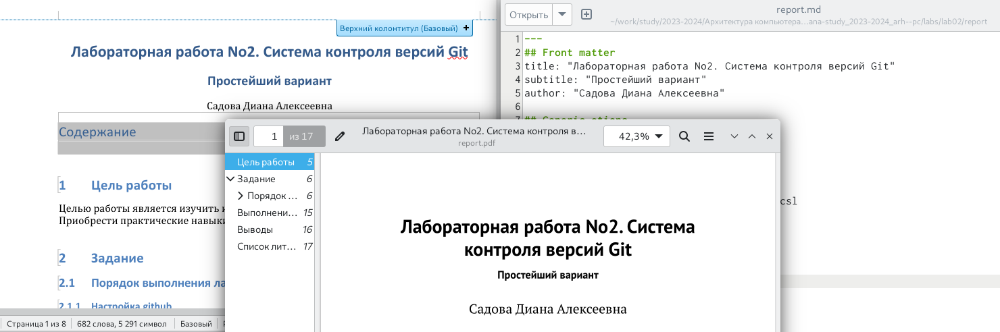 Верхний колонтитул (Базовый) +
Лабораторная работа No2. Система контроля версий Git
Простейший вариант
Садова Диана Алексеевна
Содержание
1 Цель работы
Целью работы является изучить
Приобрести практические навыки
2 Задание
2.1 Порядок выполнения ла
2.1.1 Настройка github
Страница 1 из 8 682 слова, 5 291 символ Базовый
Открыть
report.md
~/work/study/2023-2024/Архитектура компьютера…ana-study_2023-2024_arh--pc/labs/lab02/report
1 ---
2 ## Front matter
3 title: "Лабораторная работа No2. Система контроля версий Git"
4 subtitle: "Простейший вариант"
5 author: "Садова Диана Алексеевна"
6
7 ## Generic otions
csl
1 из 17
Лабораторная работа No2. Система контроля в…
report.pdf
42,3%
Цель работы 5
Задание 6
Порядок … 6
Выполнени… 15
Выводы 16
Список лит… 17
Лабораторная работа No2. Система
контроля версий Git
Простейший вариант
Садова Диана Алексеевна